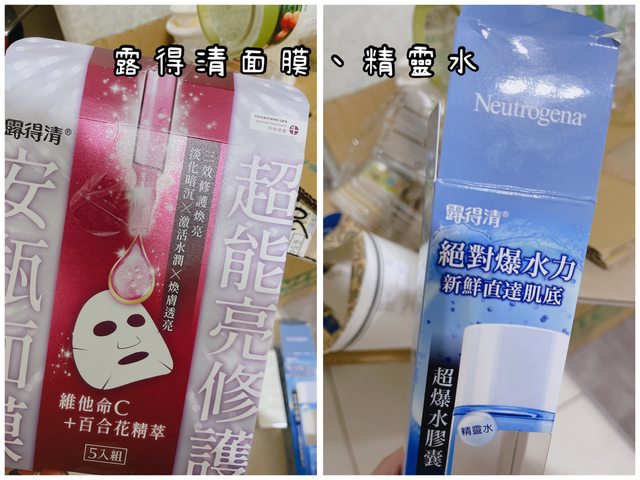 露得清面膜、精靈水
露得清®
concentrated care
超能亮修護
安瓶面膜
三效修護煥亮
淡化暗沉×激活水潤×煥膚透亮
維他命C
+百合花精萃
5入組
Neutrogena®
露得清®
絕對爆水力
新鮮直達肌底
超爆水膠囊
精靈水